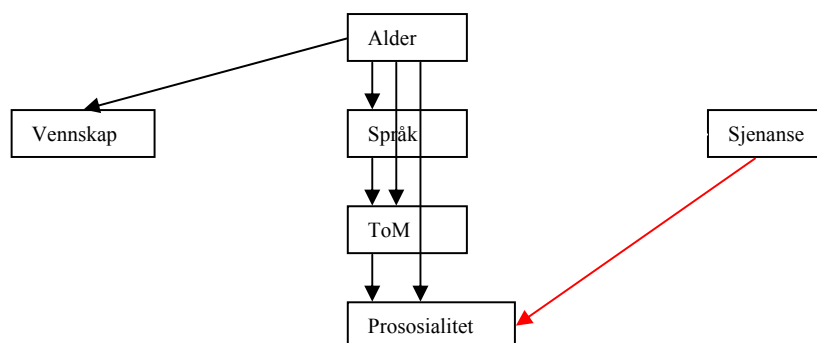 Alder
Vennskap
Språk
Sjenanse
ToM
Prososialitet